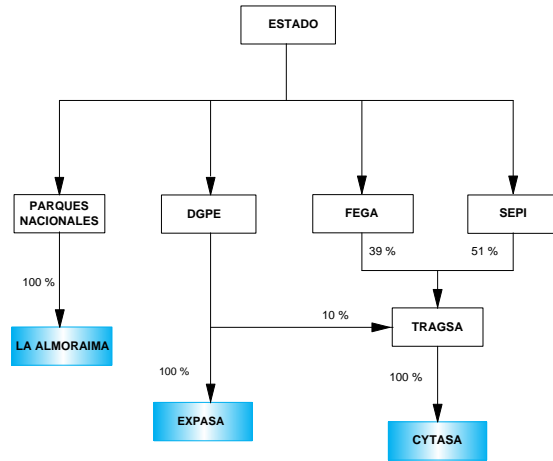 ESTADO
PARQUES
NACIONALES
DGPE
FEGA
SEPI
39 %
51 %
100 %
10 %
TRAGSA
LA ALMORAIMA
100 %
100 %
EXPASA
CYTASA